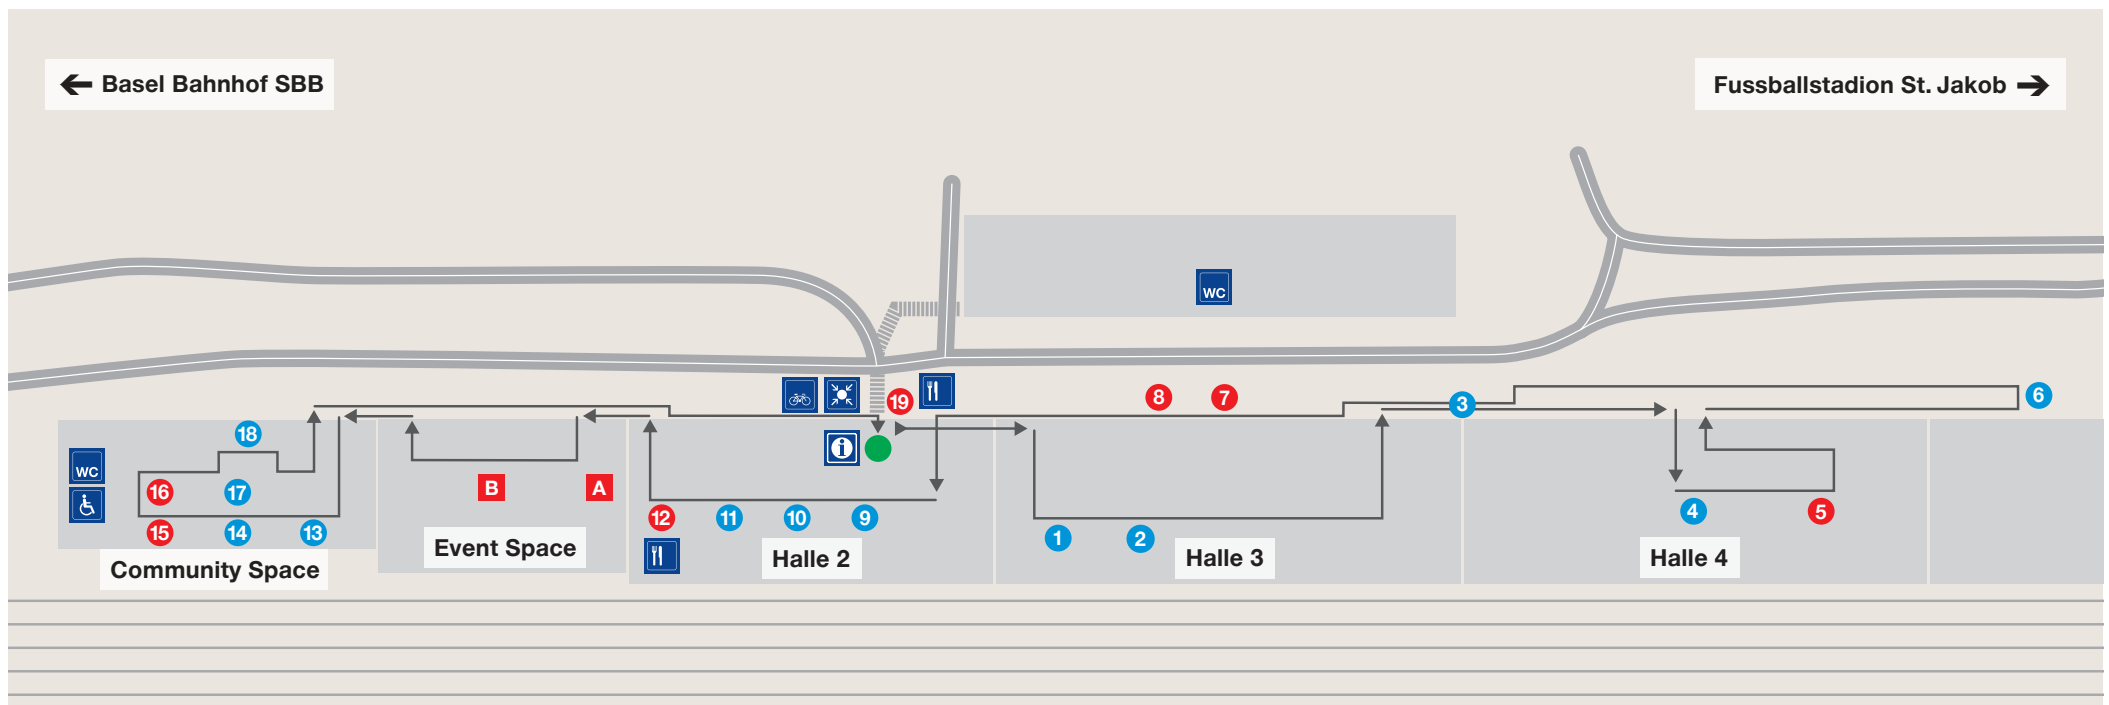 ← Basel Bahnhof SBB
Fussballstadion St. Jakob →
WC
19
8
7
3
6
18
WC
16
17
15
14
13
B
A
12
11
10
9
i
1
2
4
5
Community Space
Event Space
Halle 2
Halle 3
Halle 4